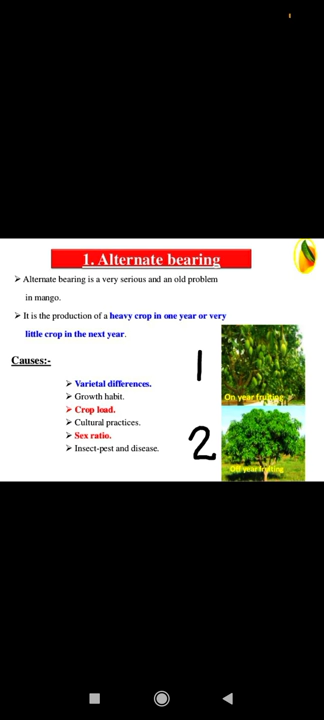 1. Alternate bearing
➢ Alternate bearing is a very serious and an old problem
in mango.
➢ It is the production of a heavy crop in one year or very
little crop in the next year.
Causes:-
➢ Varietal differences.
➢ Growth habit.
➢ Crop load.
➢ Cultural practices.
➢ Sex ratio.
➢ Insect-pest and disease.
1
On year fruiting
2
Off year fruiting